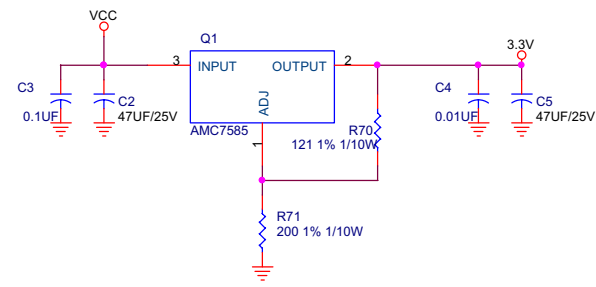 VCC
Q1
3.3V
3
INPUT
OUTPUT
2
C3
C2
ADJ
C4
C5
0.1UF
47UF/25V
0.01UF
47UF/25V
AMC7585
R70
1
121 1% 1/10W
R71
200 1% 1/10W